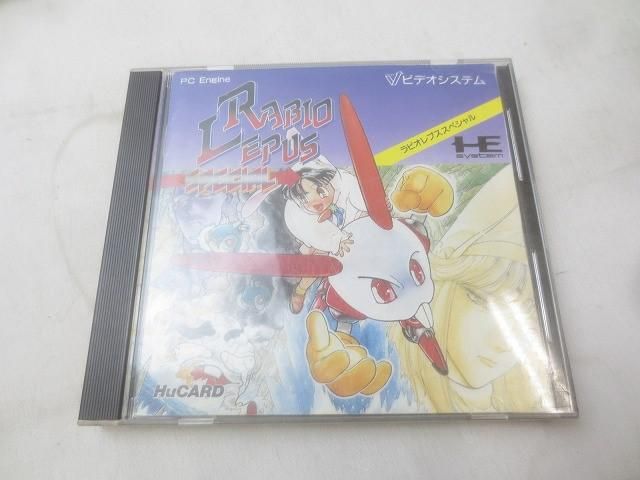 PC Engine
ビデオシステム
RABIO
LEPUS
SPECIAL
ラビオレプススペシャル
HE
system
HuCARD